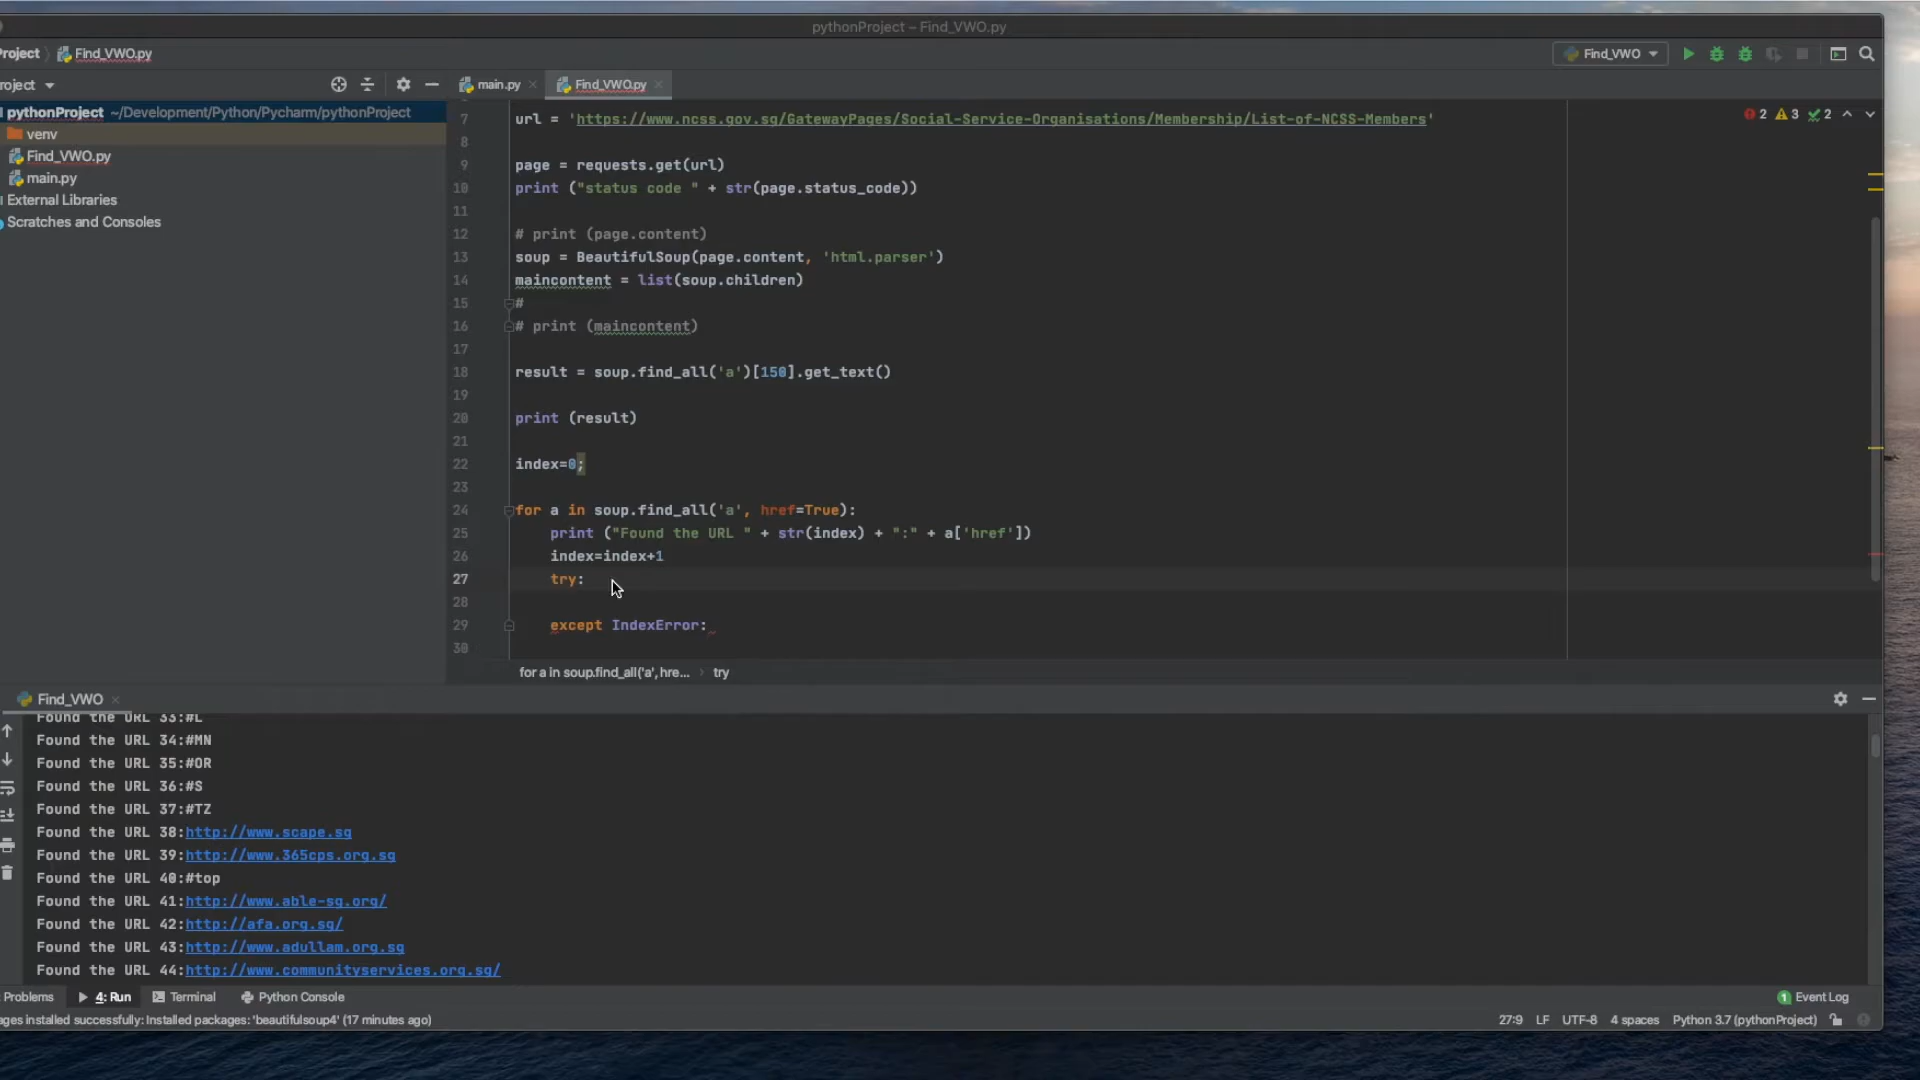 pythonProject – Find_VWO.py
Project
Find_VWO.py
Find_VWO
roject
main.py
Find_VWO.py
pythonProject ~/Development/Python/Pycharm/pythonProject
venv
Find_VWO.py
main.py
External Libraries
Scratches and Consoles
2 3 2
7 url = 'https://www.ncss.gov.sg/GatewayPages/Social-Service-Organisations/Membership/List-of-NCSS-Members'
8
9 page = requests.get(url)
10 print ("status code " + str(page.status_code))
11
12 # print (page.content)
13 soup = BeautifulSoup(page.content, 'html.parser')
14 maincontent = list(soup.children)
15 #
16 # print (maincontent)
17
18 result = soup.find_all('a')[150].get_text()
19
20 print (result)
21
22 index=0;
23
24 for a in soup.find_all('a', href=True):
25 print ("Found the URL " + str(index) + ":" + a['href'])
26 index=index+1
27 try:
28
29 except IndexError:
30
for a in soup.find_all('a', hre... › try
Find_VWO
Found the URL 33:#L
Found the URL 34:#MN
Found the URL 35:#OR
Found the URL 36:#S
Found the URL 37:#TZ
Found the URL 38:http://www.scape.sg
Found the URL 39:http://www.365cps.org.sg
Found the URL 40:#top
Found the URL 41:http://www.able-sg.org/
Found the URL 42:http://afa.org.sg/
Found the URL 43:http://www.adullam.org.sg
Found the URL 44:http://www.communityservices.org.sg/
Problems
4: Run
Terminal
Python Console
1 Event Log
ages installed successfully: Installed packages: 'beautifulsoup4' (17 minutes ago)
27:9 LF UTF-8 4 spaces Python 3.7 (pythonProject)